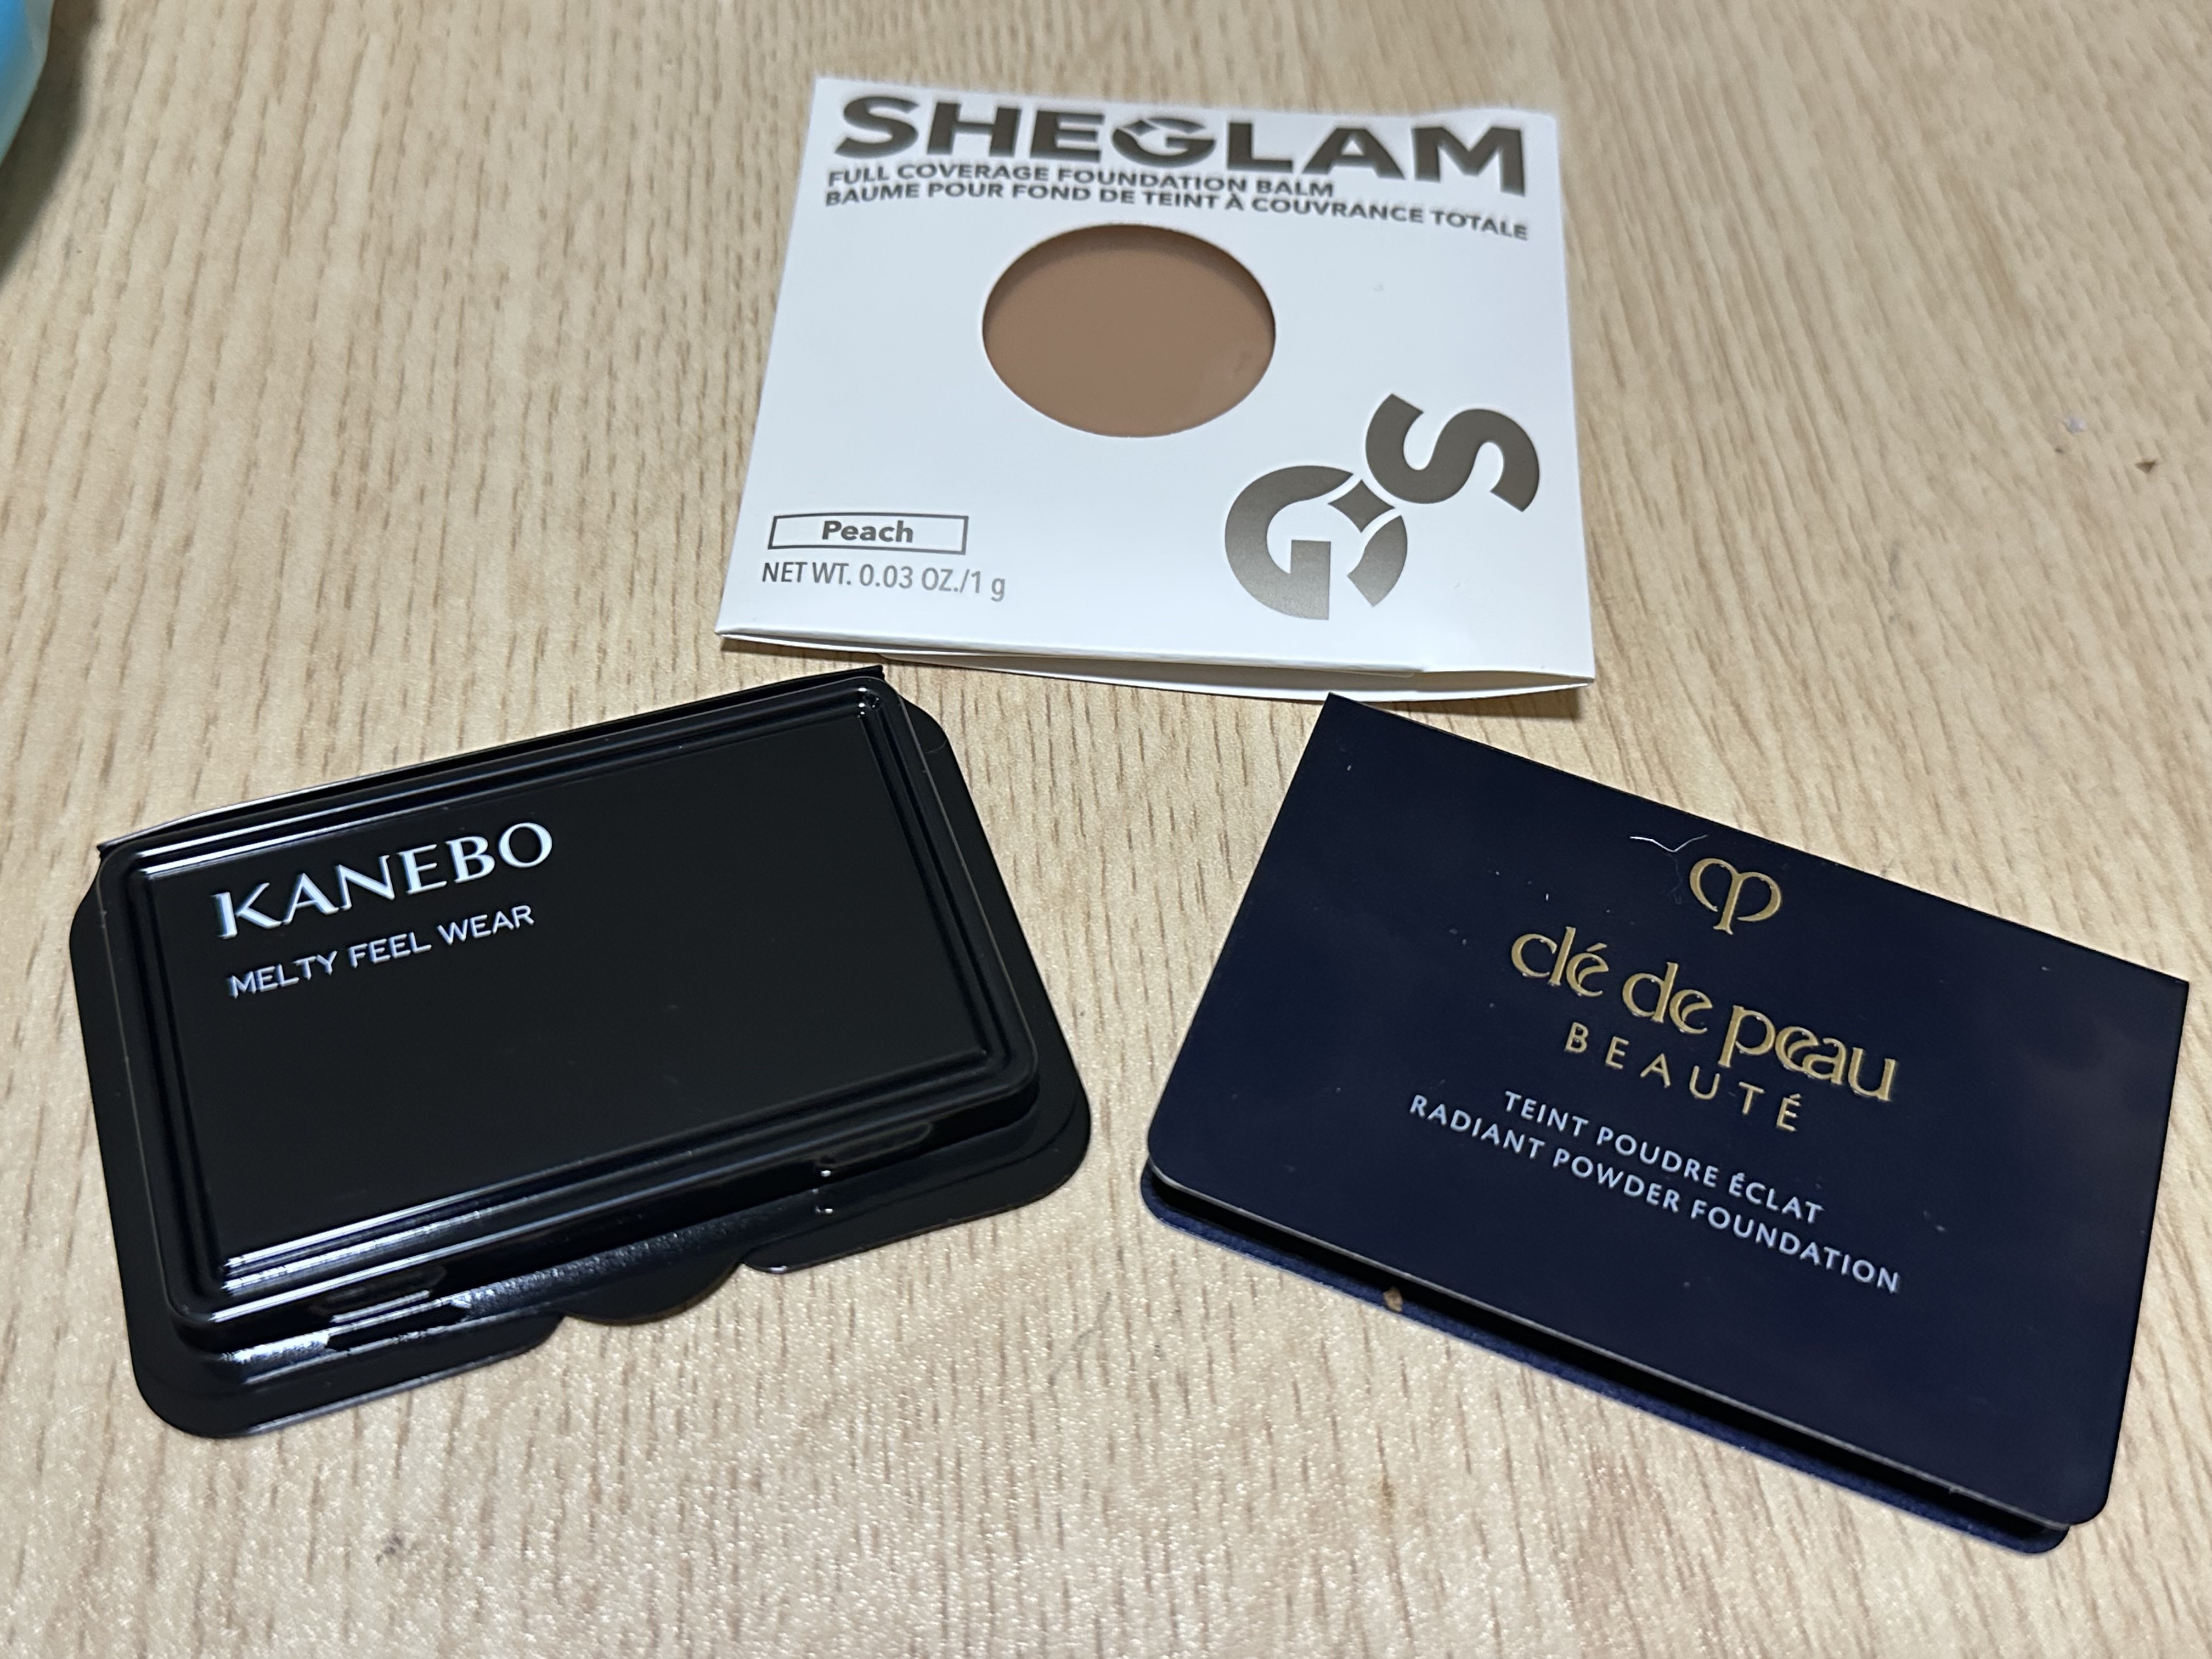 SHEGLAM
FULL COVERAGE FOUNDATION BALM
BAUME POUR FOND DE TEINT À COUVRANCE TOTALE
SG
Peach
NET WT. 0.03 OZ./1 g
KANEBO
MELTY FEEL WEAR
clé de peau
BEAUTÉ
TEINT POUDRE ÉCLAT
RADIANT POWDER FOUNDATION